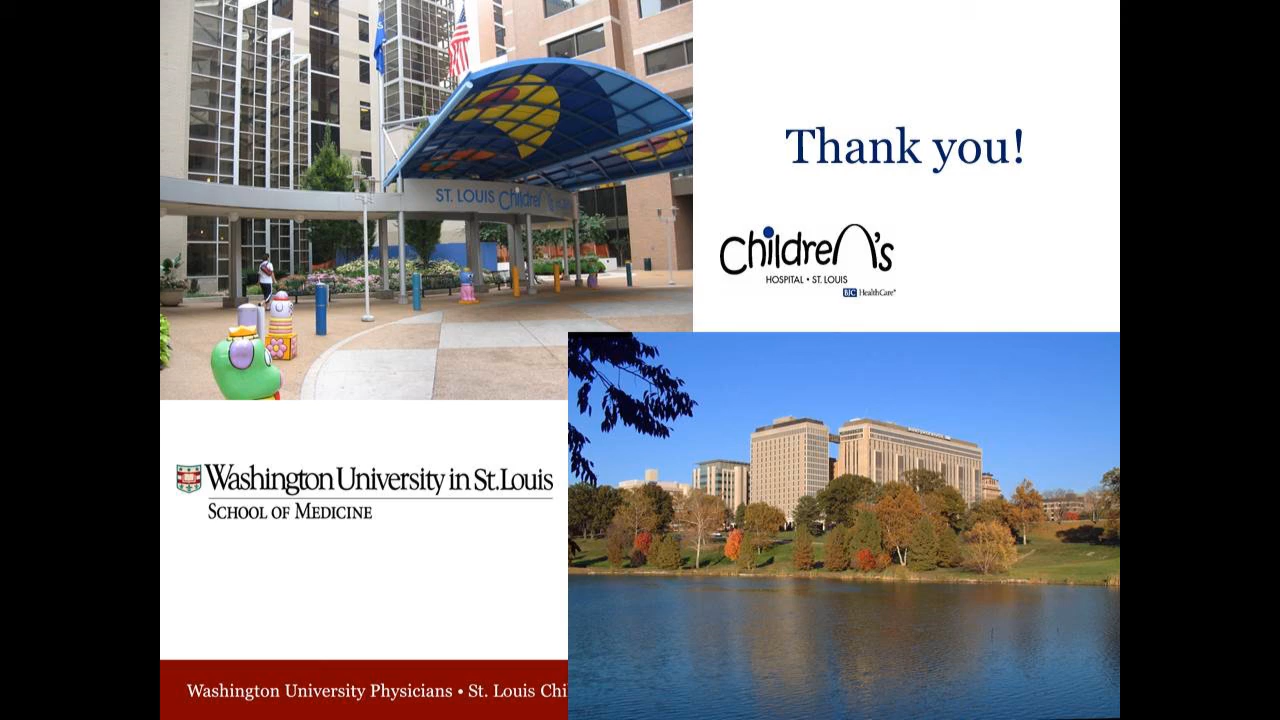 ST. LOUIS Children's
Thank you!
Children's
HOSPITAL • ST. LOUIS
BJC HealthCare®
Washington University in St. Louis
SCHOOL OF MEDICINE
Washington University Physicians • St. Louis Chi